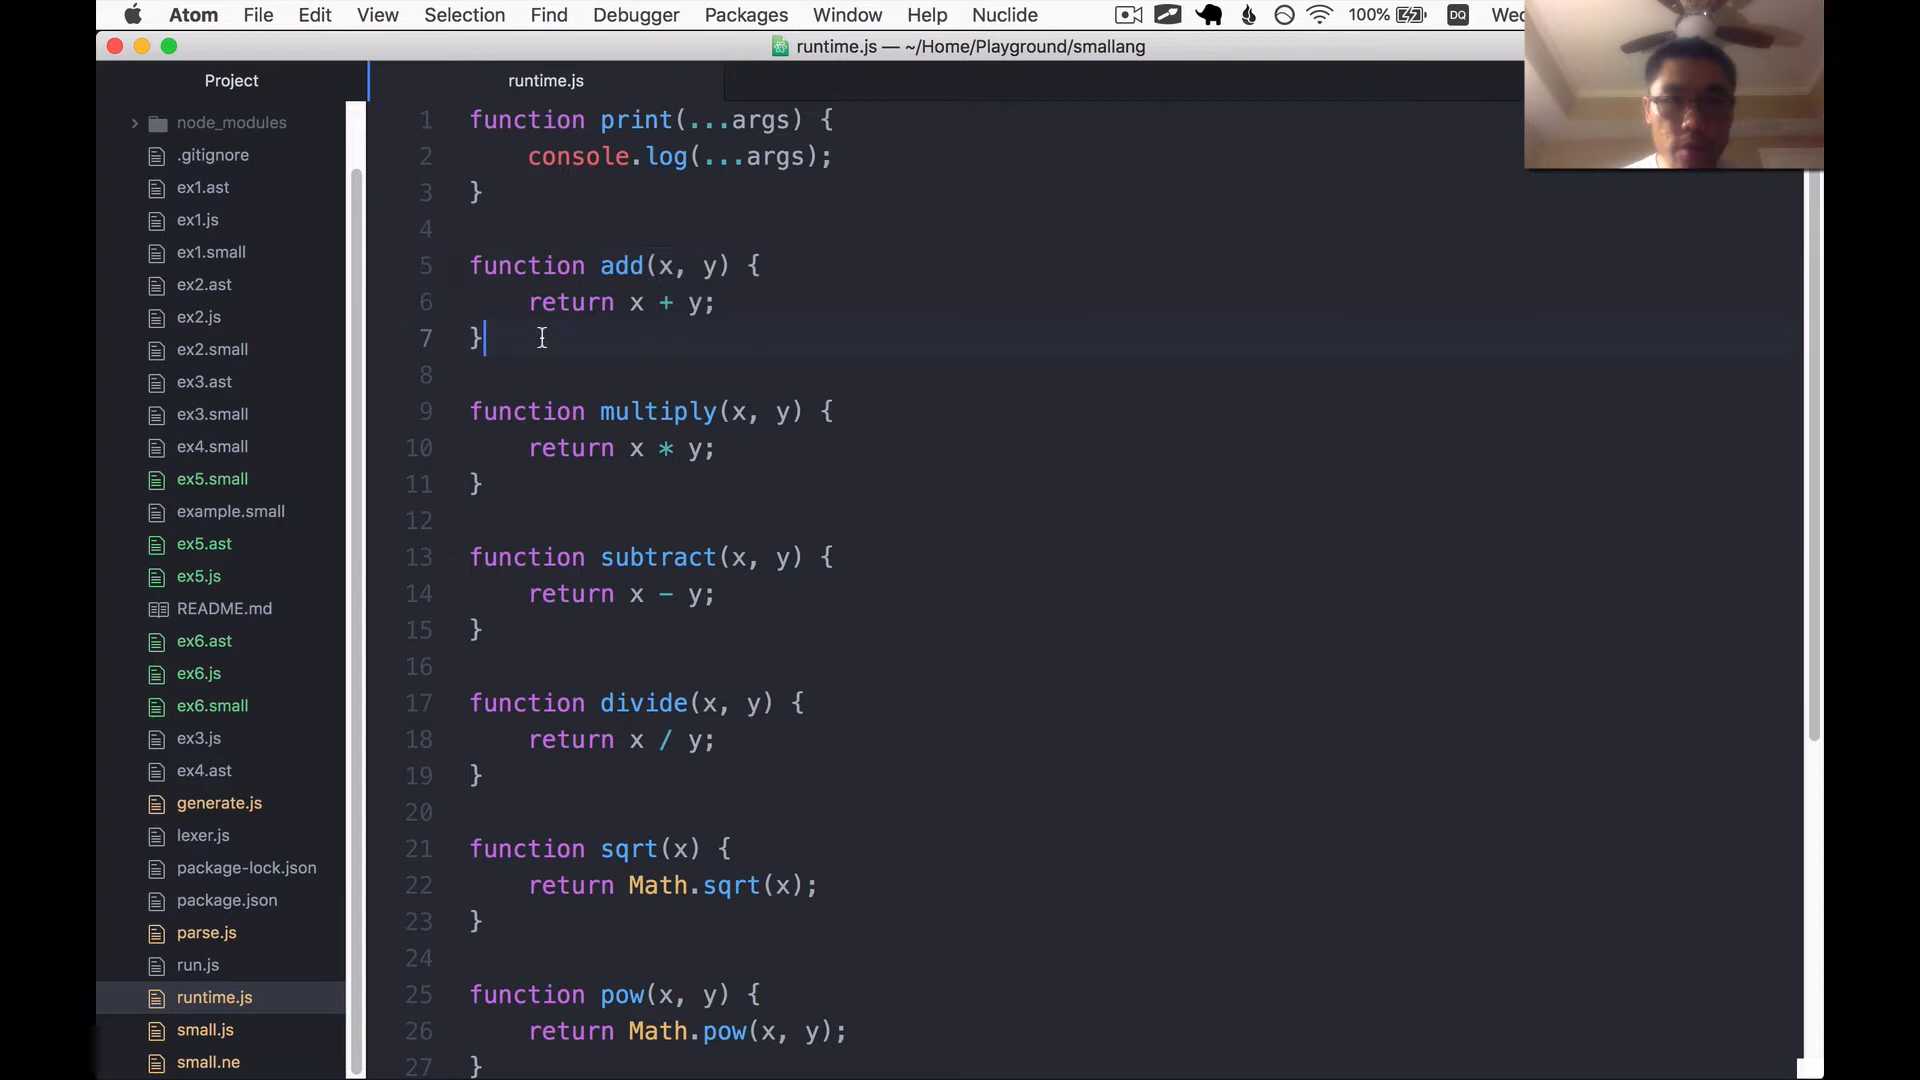 Atom File Edit View Selection Find Debugger Packages Window Help Nuclide 100% DQ Wed
runtime.js — ~/Home/Playground/smallang
Project
node_modules
.gitignore
ex1.ast
ex1.js
ex1.small
ex2.ast
ex2.js
ex2.small
ex3.ast
ex3.small
ex4.small
ex5.small
example.small
ex5.ast
ex5.js
README.md
ex6.ast
ex6.js
ex6.small
ex3.js
ex4.ast
generate.js
lexer.js
package-lock.json
package.json
parse.js
run.js
runtime.js
small.js
small.ne
runtime.js
1 function print(...args) {
2 console.log(...args);
3 }
4
5 function add(x, y) {
6 return x + y;
7 }
8
9 function multiply(x, y) {
10 return x * y;
11 }
12
13 function subtract(x, y) {
14 return x - y;
15 }
16
17 function divide(x, y) {
18 return x / y;
19 }
20
21 function sqrt(x) {
22 return Math.sqrt(x);
23 }
24
25 function pow(x, y) {
26 return Math.pow(x, y);
27 }